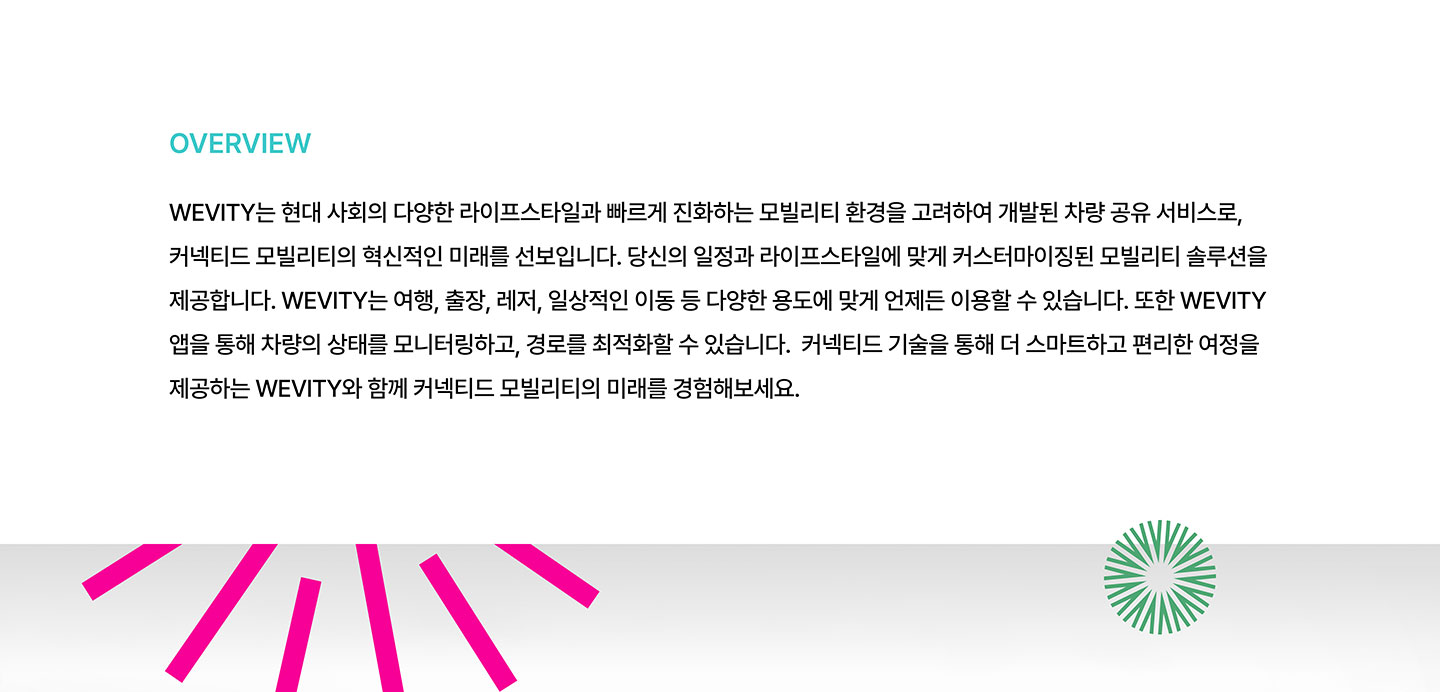 OVERVIEW
WEVITY는 현대 사회의 다양한 라이프스타일과 빠르게 진화하는 모빌리티 환경을 고려하여 개발된 차량 공유 서비스로,
커넥티드 모빌리티의 혁신적인 미래를 선보입니다. 당신의 일정과 라이프스타일에 맞게 커스터마이징된 모빌리티 솔루션을
제공합니다. WEVITY는 여행, 출장, 레저, 일상적인 이동 등 다양한 용도에 맞게 언제든 이용할 수 있습니다. 또한 WEVITY
앱을 통해 차량의 상태를 모니터링하고, 경로를 최적화할 수 있습니다.  커넥티드 기술을 통해 더 스마트하고 편리한 여정을
제공하는 WEVITY와 함께 커넥티드 모빌리티의 미래를 경험해보세요.